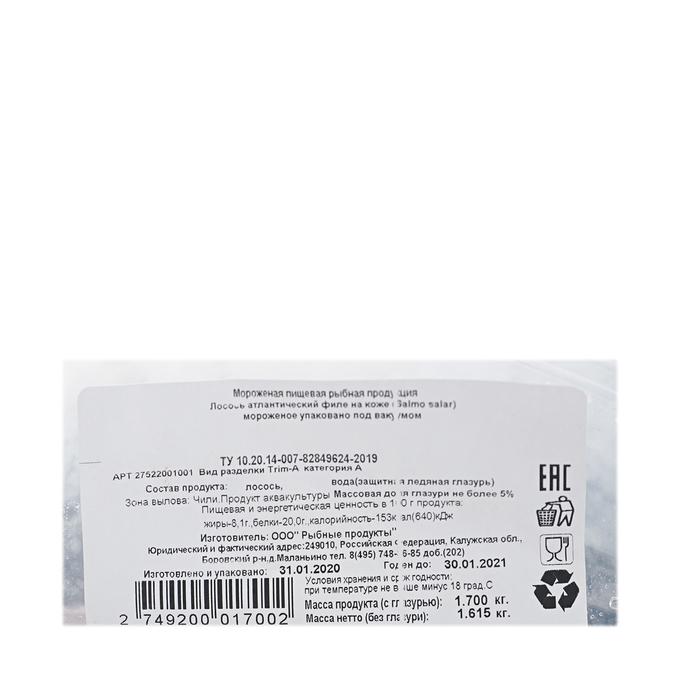 Мороженая пищевая рыбная продукция
Лосось атлантический филе на коже (Salmo salar)
мороженое упаковано под вакуумом
ТУ 10.20.14-007-82849624-2019
АРТ 27522001001 Вид разделки Trim-A категория А
Состав продукта: лосось, вода(защитная ледяная глазурь)
Зона вылова: Чили.Продукт аквакультуры Массовая доля глазури не более 5%
Пищевая и энергетическая ценность в 100 г продукта:
жиры-8,1г.,белки-20,0г.,калорийность-153ккал(640)кДж
Изготовитель: ООО" Рыбные продукты"
Юридический и фактический адрес:249010, Российская Федерация, Калужская обл.,
Боровский р-н,д.Маланьино тел. 8(495) 748- -6-85 доб.(202)
Изготовлено и упаковано: 31.01.2020 Годен до: 30.01.2021
Условия хранения и срок годности:
при температуре не выше минус 18 град.С
Масса продукта (с глазурью): 1.700 кг.
Масса нетто (без глазури): 1.615 кг.
2 749200 017002
EAC